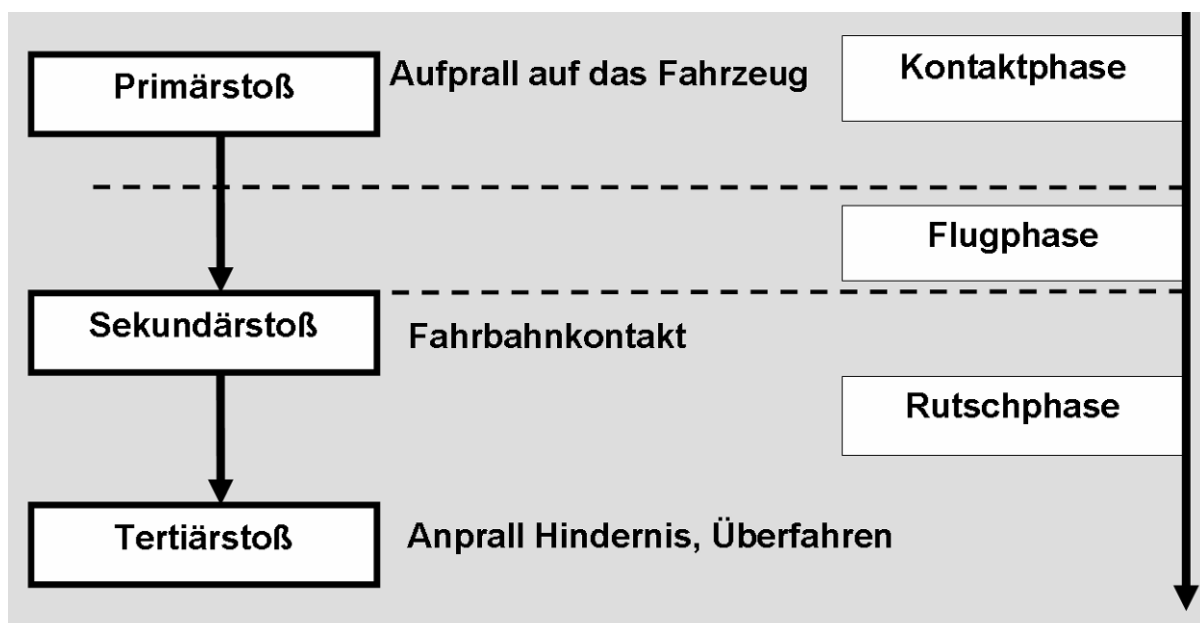 Primärstoß
Aufprall auf das Fahrzeug
Kontaktphase
Flugphase
Sekundärstoß
Fahrbahnkontakt
Rutschphase
Tertiärstoß
Anprall Hindernis, Überfahren